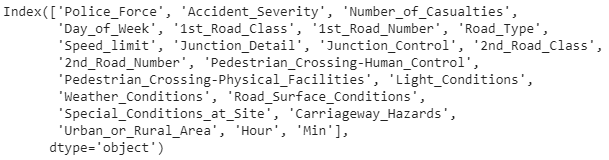 Index(['Police_Force', 'Accident_Severity', 'Number_of_Casualties',
'Day_of_Week', '1st_Road_Class', '1st_Road_Number', 'Road_Type',
'Speed_limit', 'Junction_Detail', 'Junction_Control', '2nd_Road_Class',
'2nd_Road_Number', 'Pedestrian_Crossing-Human_Control',
'Pedestrian_Crossing-Physical_Facilities', 'Light_Conditions',
'Weather_Conditions', 'Road_Surface_Conditions',
'Special_Conditions_at_Site', 'Carriageway_Hazards',
'Urban_or_Rural_Area', 'Hour', 'Min'],
dtype='object')